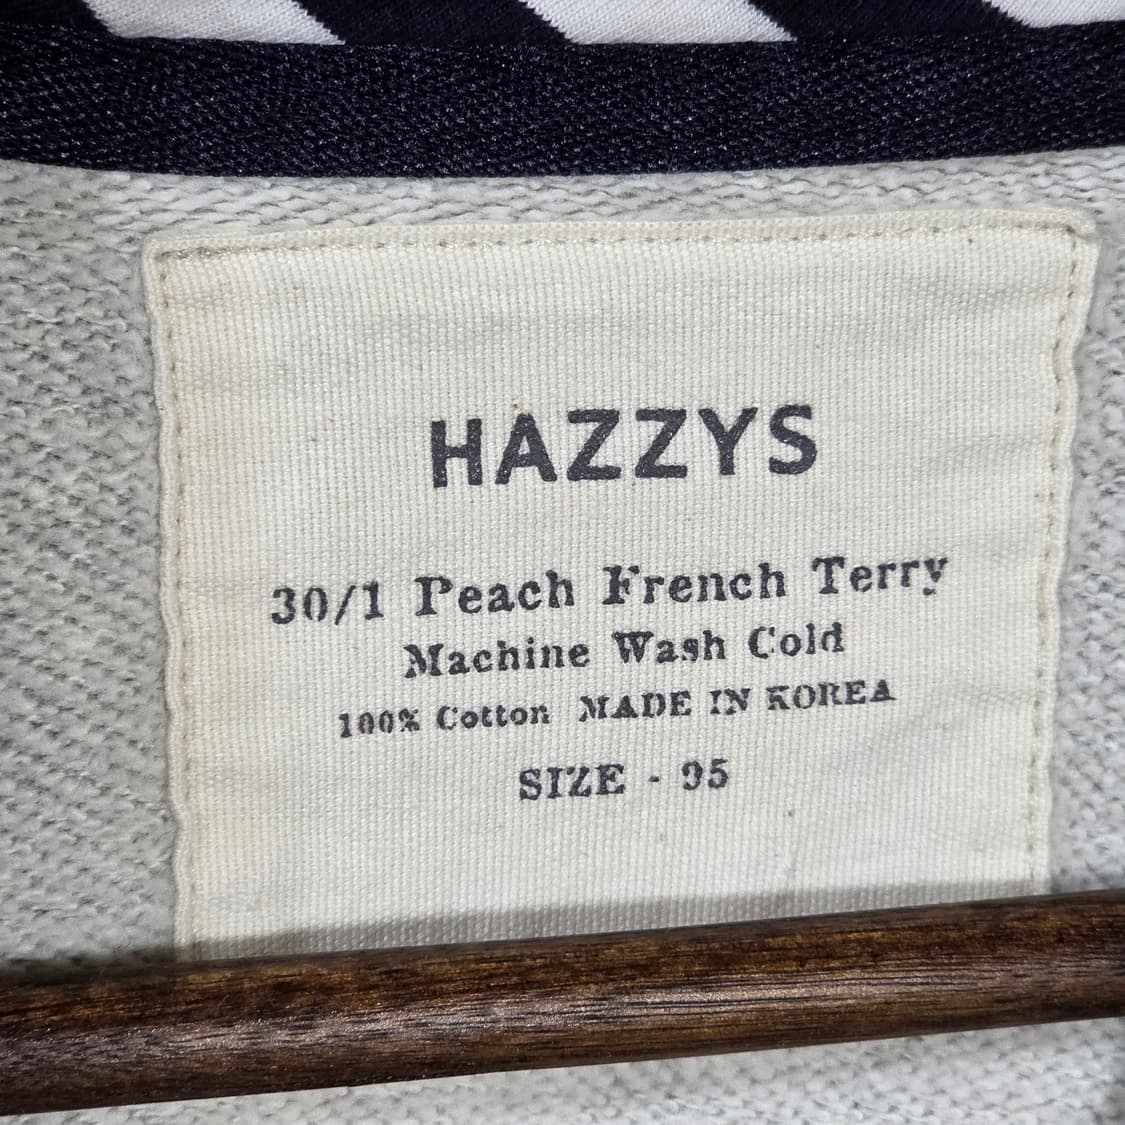 HAZZYS
30/1 Peach French Terry
Machine Wash Cold
100% Cotton MADE IN KOREA
SIZE - 95